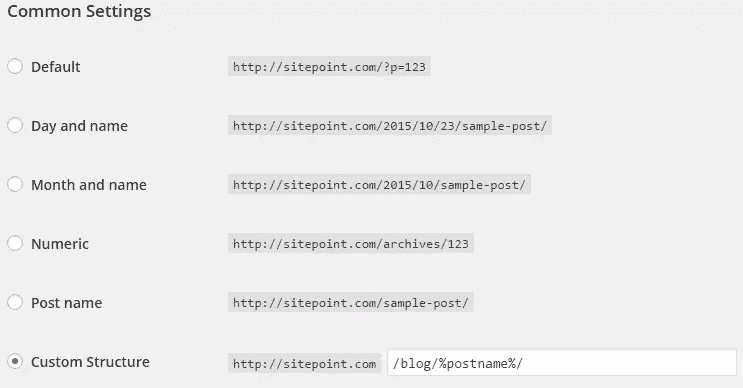 Common Settings
Default http://sitepoint.com/?p=123
Day and name http://sitepoint.com/2015/10/23/sample-post/
Month and name http://sitepoint.com/2015/10/sample-post/
Numeric http://sitepoint.com/archives/123
Post name http://sitepoint.com/sample-post/
Custom Structure http://sitepoint.com /blog/%postname%/